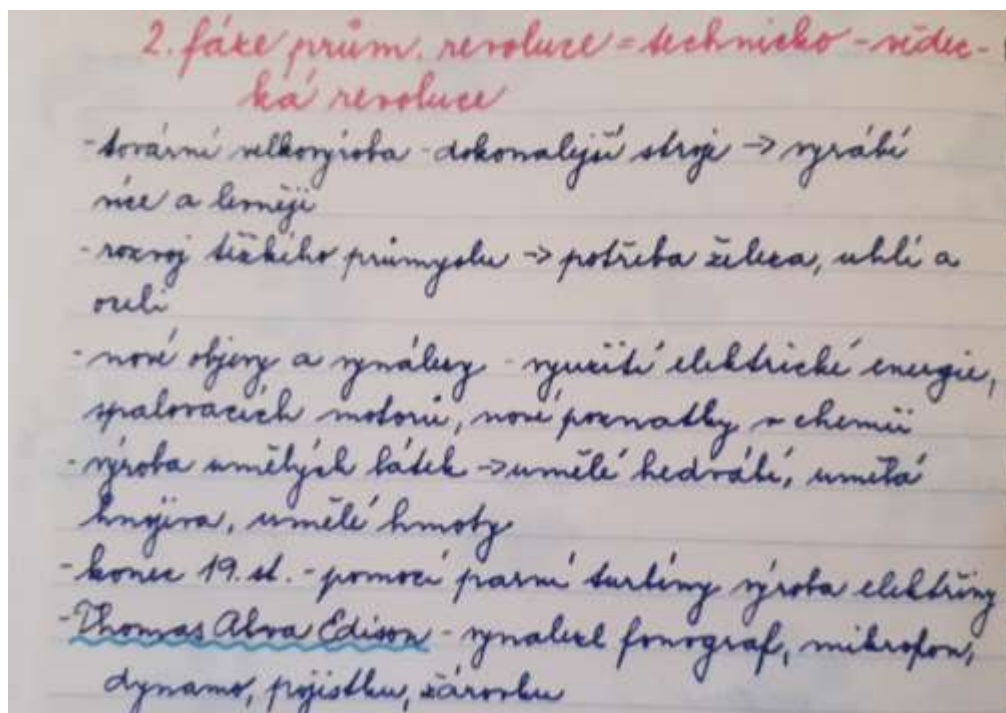 2. fáze prům. revoluce = technicko-vědec-
ká revoluce
- tovární velkovýroba - dokonalejší stroje -> vyrábí
více a levněji
- rozvoj těžkého průmyslu -> potřeba železa, uhlí a
oceli
- nové objevy a vynálezy - využití elektrické energie,
spalovacích motorů, nové poznatky v chemii
- výroba umělých látek -> umělé hedvábí, umělá
hnojiva, umělé hmoty
- konec 19. st. - pomocí parní turbíny výroba elektřiny
- Thomas Alva Edison - vynalezl fonograf, mikrofon,
dynamo, pojistku, žárovku